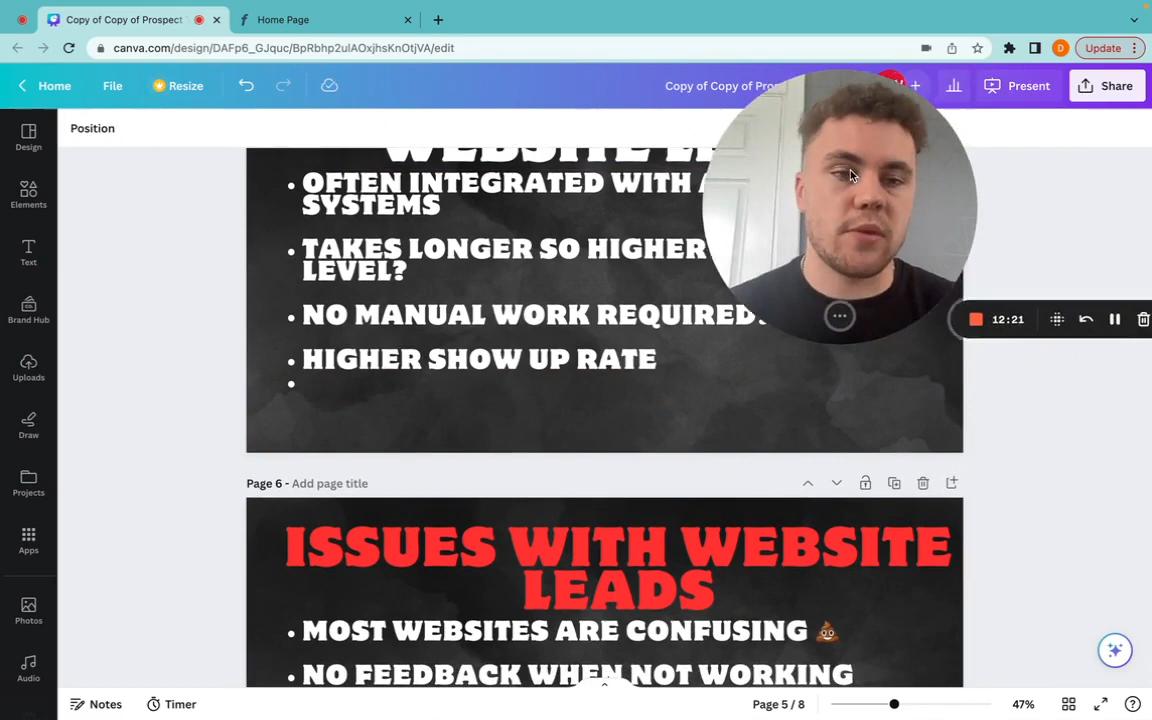 Copy of Copy of Prospect
Home Page
canva.com/design/DAFp6_GJquc/BpRbhp2ulAOxjhsKnOtjVA/edit
Update
Home
File
Resize
Copy of Copy of
Present
Share
Position
Design
Elements
Text
Brand Hub
Uploads
Draw
Projects
Apps
Photos
Audio
WEBSITE
• OFTEN INTEGRATED WITH
SYSTEMS
• TAKES LONGER SO HIGHER
LEVEL?
• NO MANUAL WORK REQUIRED
• HIGHER SHOW UP RATE
•
12:21
Page 6 - Add page title
ISSUES WITH WEBSITE
LEADS
• MOST WEBSITES ARE CONFUSING 💩
• NO FEEDBACK WHEN NOT WORKING
Notes
Timer
Page 5 / 8
47%